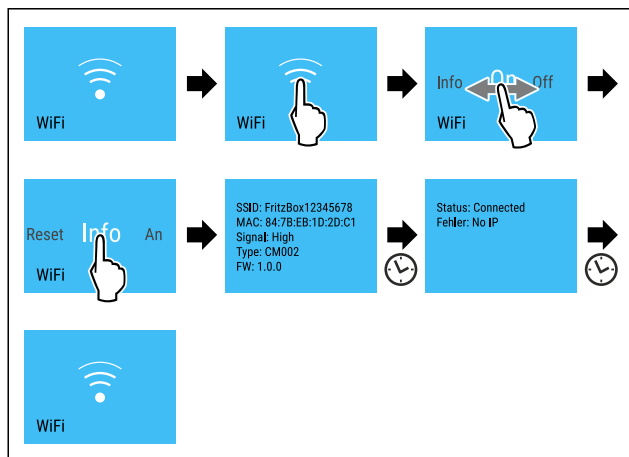 WiFi
WiFi
Info On Off
WiFi
Reset Info An
WiFi
SSID: FritzBox12345678
MAC: 84:7B:EB:1D:2D:C1
Signal: High
Type: CM002
FW: 1.0.0
Status: Connected
Fehler: No IP
WiFi